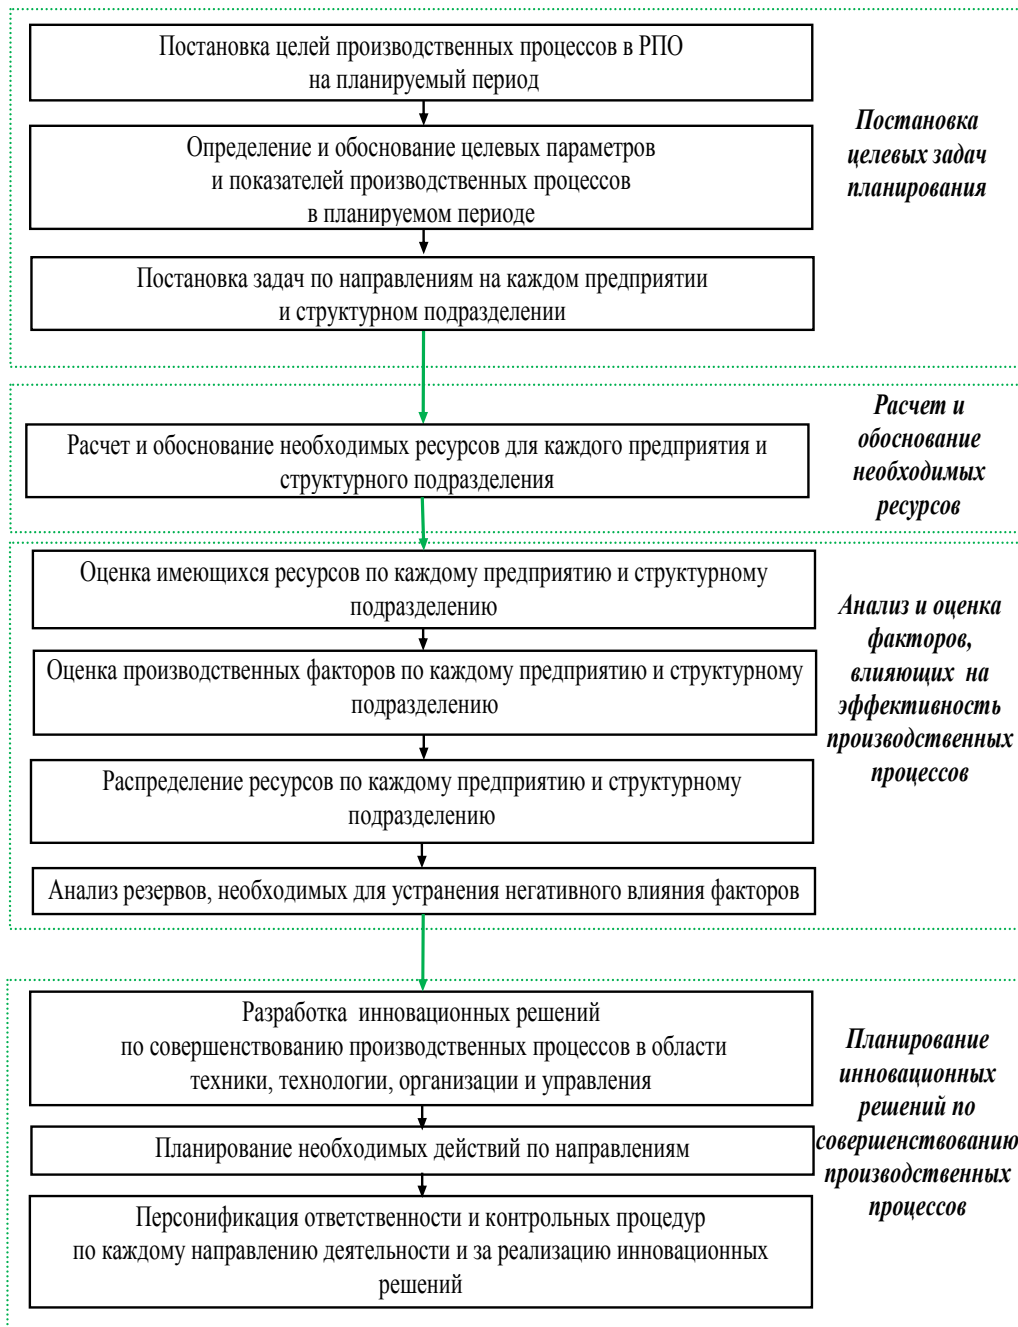 Постановка целей производственных процессов в РПО
на планируемый период
Определение и обоснование целевых параметров
и показателей производственных процессов
в планируемом периоде
Постановка задач по направлениям на каждом предприятии
и структурном подразделении
Постановка
целевых задач
планирования
Расчет и обоснование необходимых ресурсов для каждого предприятия и
структурного подразделения
Расчет и
обоснование
необходимых
ресурсов
Оценка имеющихся ресурсов по каждому предприятию и структурному
подразделению
Оценка производственных факторов по каждому предприятию и структурному
подразделению
Распределение ресурсов по каждому предприятию и структурному
подразделению
Анализ резервов, необходимых для устранения негативного влияния факторов
Анализ и оценка
факторов,
влияющих на
эффективность
производственных
процессов
Разработка инновационных решений
по совершенствованию производственных процессов в области
техники, технологии, организации и управления
Планирование необходимых действий по направлениям
Персонификация ответственности и контрольных процедур
по каждому направлению деятельности и за реализацию инновационных
решений
Планирование
инновационных
решений по
совершенствованию
производственных
процессов